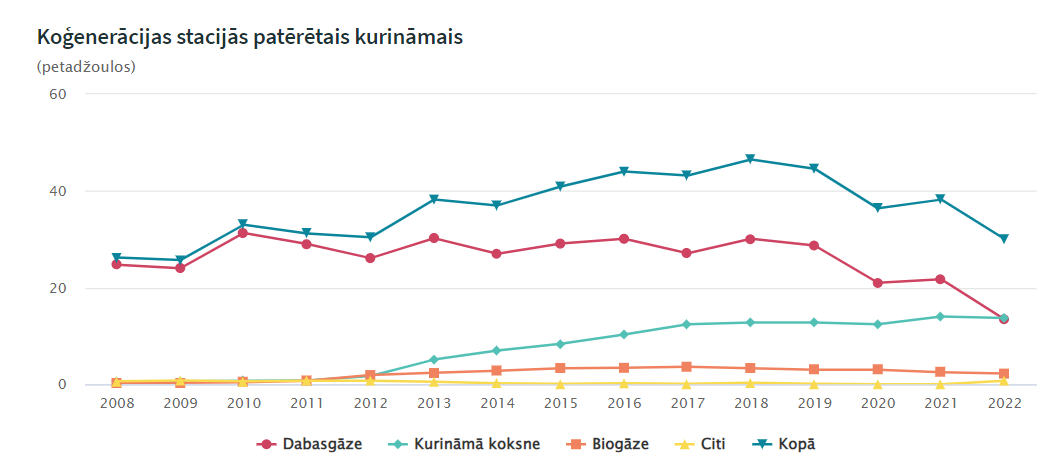 Koģenerācijas stacijās patērētais kurināmais
(petadžoulos)
60
40
20
0
2008 2009 2010 2011 2012 2013 2014 2015 2016 2017 2018 2019 2020 2021 2022
Dabasgāze Kurināmā koksne Biogāze Citi Kopā